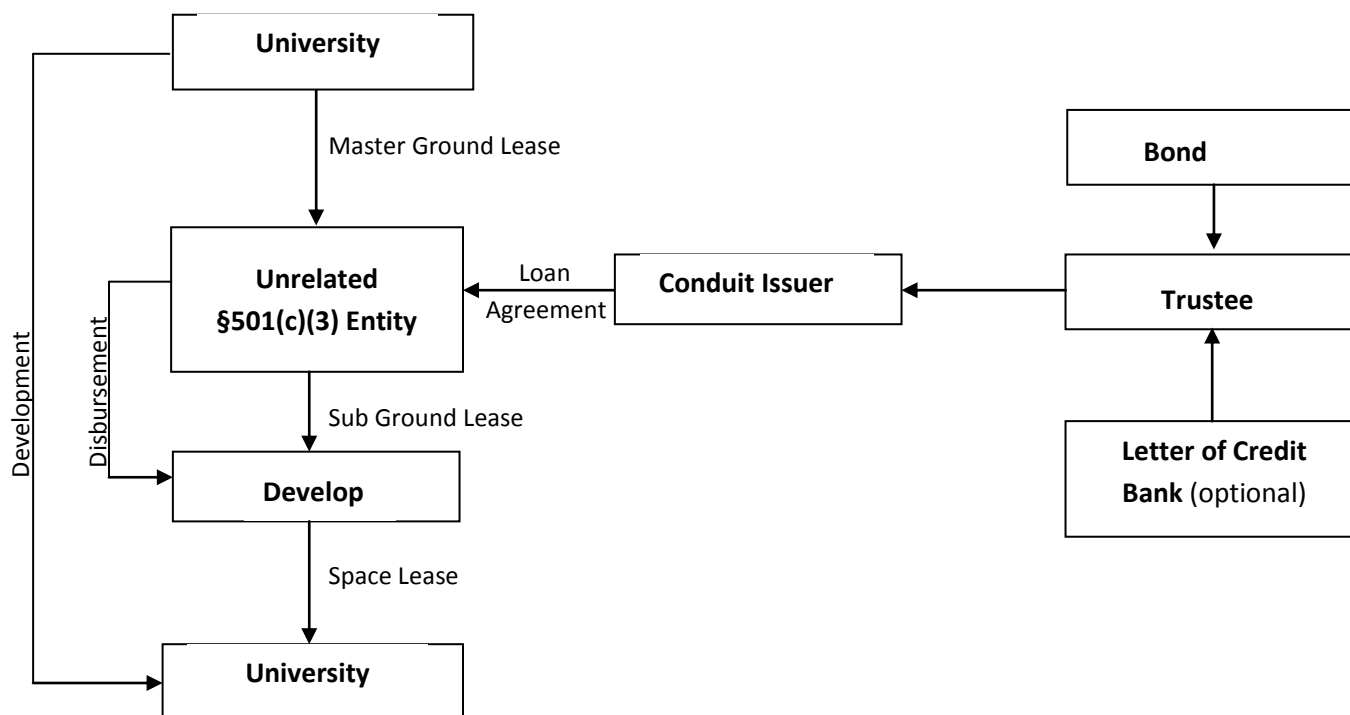 University
Master Ground Lease
Bond
Unrelated
§501(c)(3) Entity
Loan
Agreement
Conduit Issuer
Trustee
Development
Disbursement
Sub Ground Lease
Develop
Letter of Credit
Bank (optional)
Space Lease
University